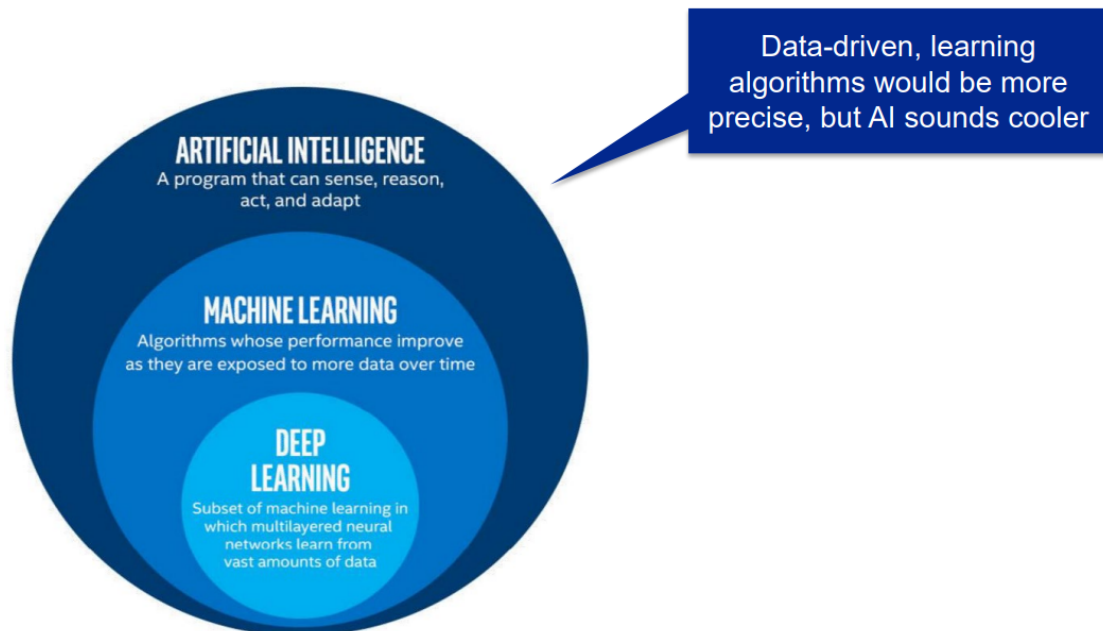 Data-driven, learning
algorithms would be more
precise, but AI sounds cooler
ARTIFICIAL INTELLIGENCE
A program that can sense, reason,
act, and adapt
MACHINE LEARNING
Algorithms whose performance improve
as they are exposed to more data over time
DEEP
LEARNING
Subset of machine learning in
which multilayered neural
networks learn from
vast amounts of data